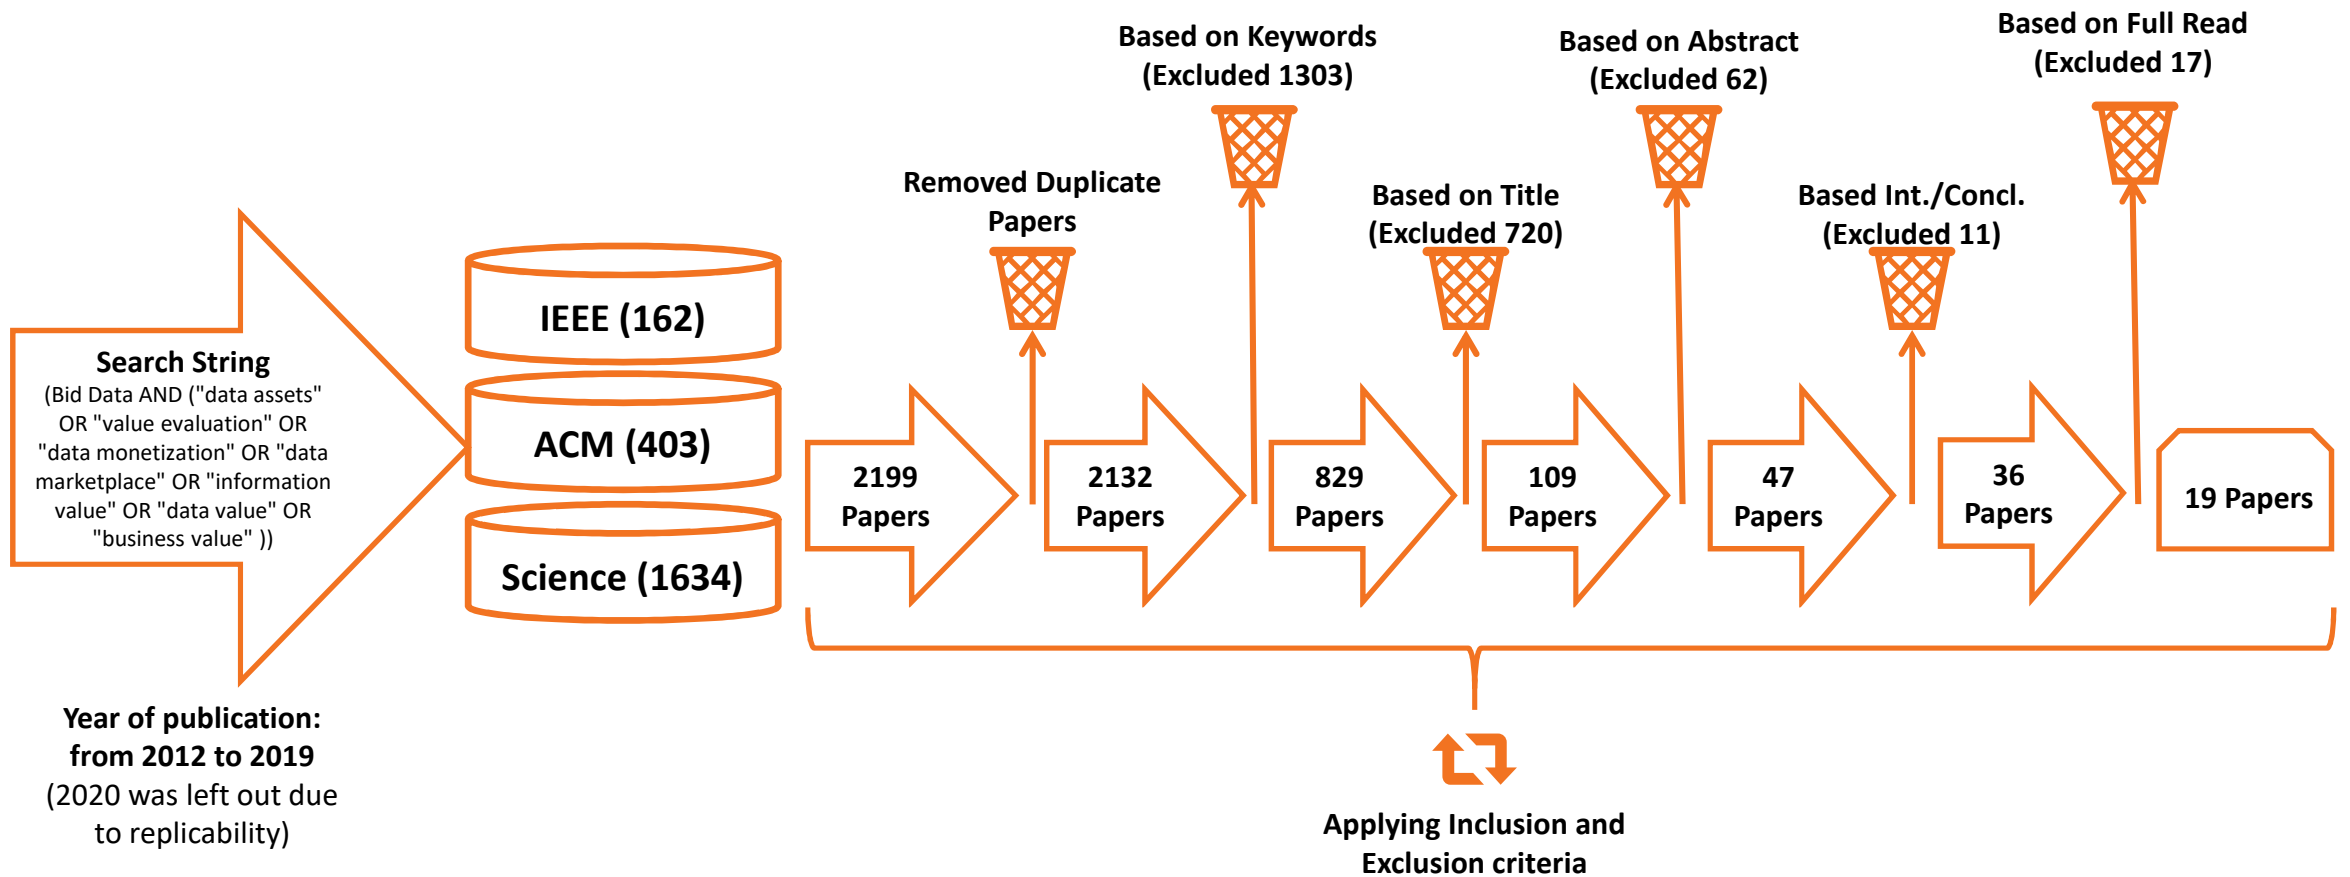 Search String
(Bid Data AND ("data assets"
OR "value evaluation" OR
"data monetization" OR "data
marketplace" OR "information
value" OR "data value" OR
"business value" ))
Year of publication:
from 2012 to 2019
(2020 was left out due
to replicability)
IEEE (162)
ACM (403)
Science (1634)
2199
Papers
Removed Duplicate
Papers
2132
Papers
Based on Keywords
(Excluded 1303)
829
Papers
Based on Title
(Excluded 720)
109
Papers
Based on Abstract
(Excluded 62)
47
Papers
Based Int./Concl.
(Excluded 11)
36
Papers
Based on Full Read
(Excluded 17)
19 Papers
Applying Inclusion and
Exclusion criteria